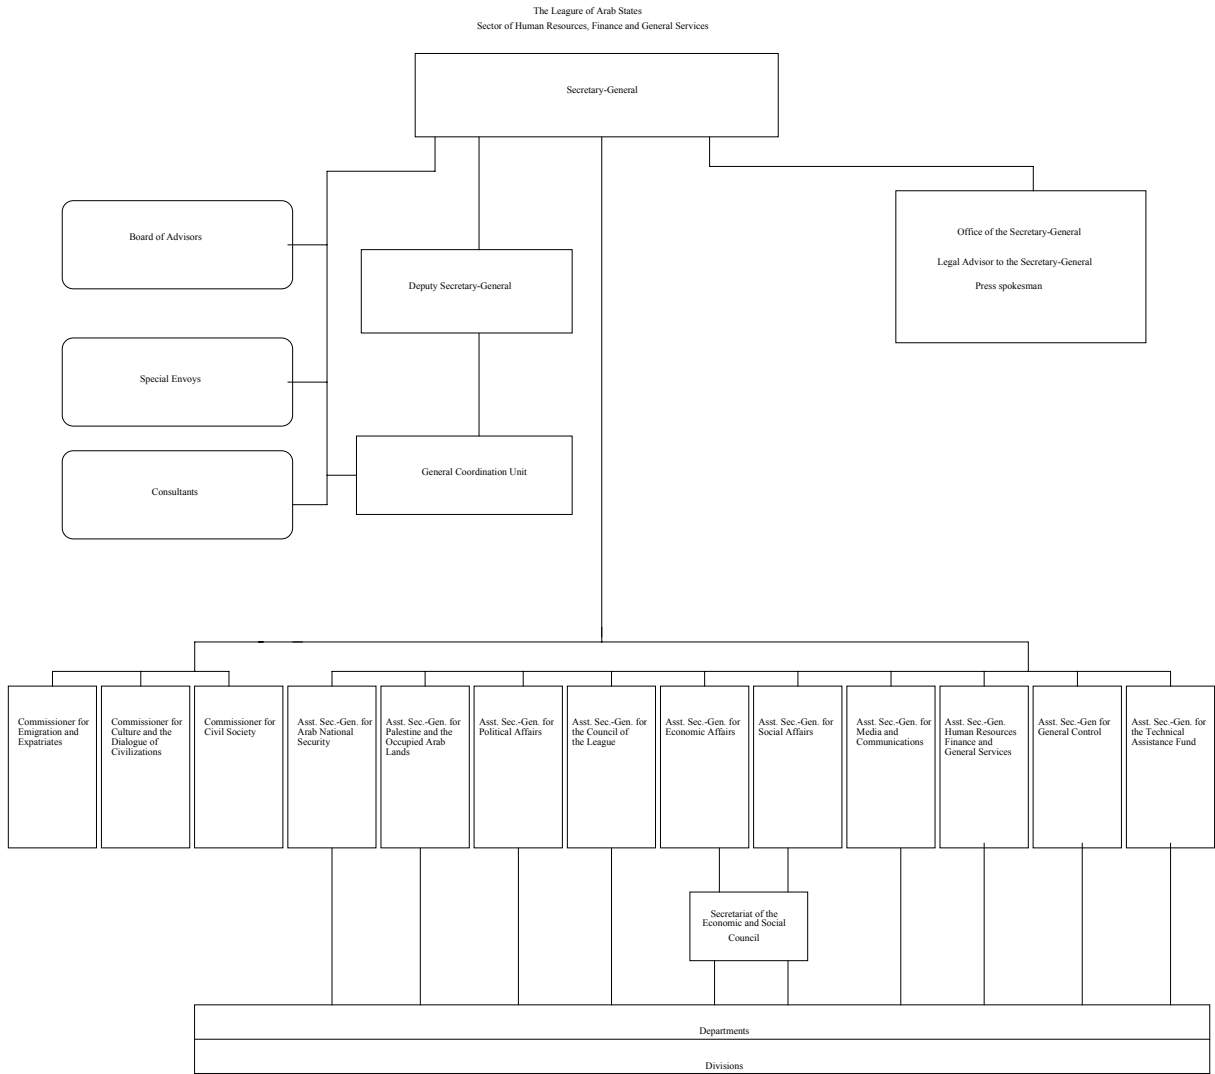 The Leagure of Arab States
Sector of Human Resources, Finance and General Services
Secretary-General
Board of Advisors
Office of the Secretary-General
Legal Advisor to the Secretary-General
Press spokesman
Deputy Secretary-General
Special Envoys
General Coordination Unit
Consultants
Commissioner for
Emigration and
Expatriates
Commissioner for
Culture and the
Dialogue of
Civilizations
Commissioner for
Civil Society
Asst. Sec.-Gen. for
Arab National
Security
Asst. Sec.-Gen. for
Palestine and the
Occupied Arab
Lands
Asst. Sec.-Gen. for
Political Affairs
Asst. Sec.-Gen. for
the Council of
the League
Asst. Sec.-Gen. for
Economic Affairs
Asst. Sec.-Gen. for
Social Affairs
Asst. Sec.-Gen. for
Media and
Communications
Asst. Sec.-Gen.
Human Resources
Finance and
General Services
Asst. Sec.-Gen. for
General Control
Asst. Sec.-Gen. for
the Technical
Assistance Fund
Secretariat of the
Economic and Social
Council
Departments
Divisions